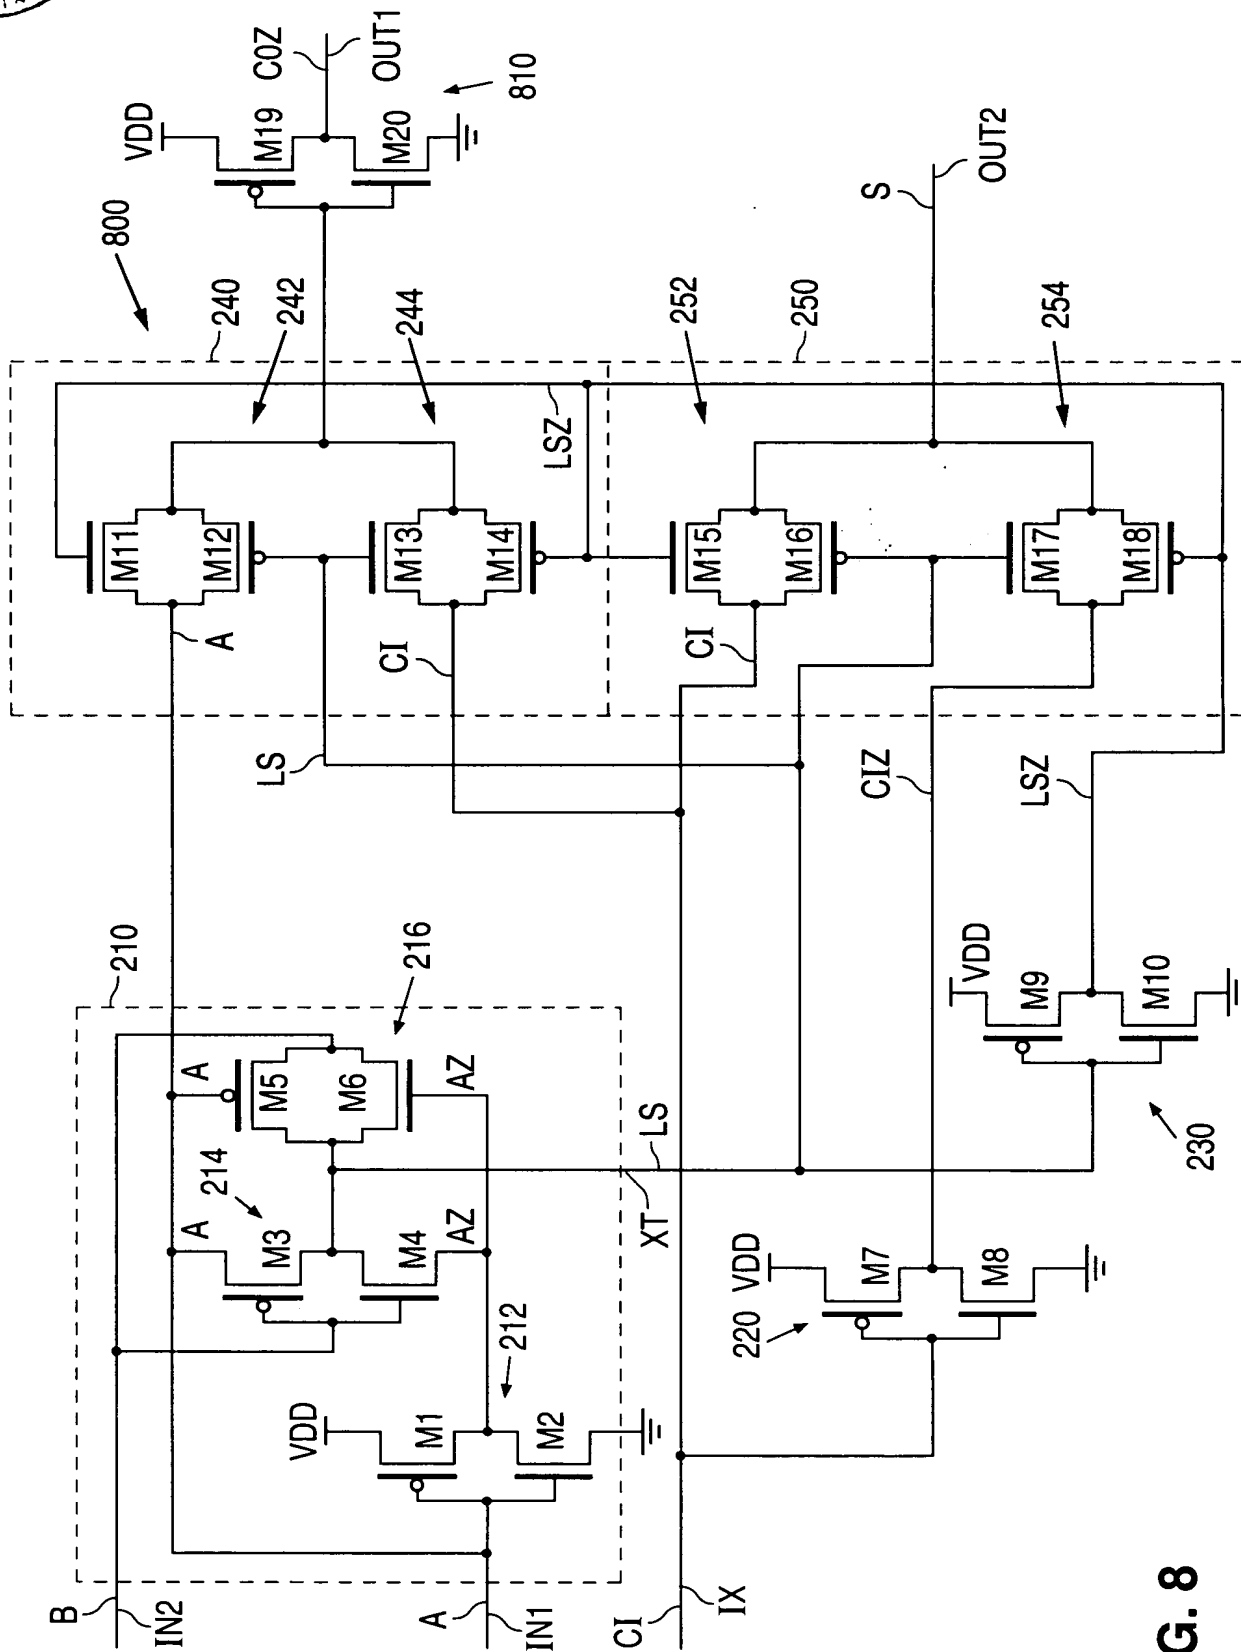 C0Z
OUT1
810
VDD
M19
M20
800
240
242
244
LSZ
252
250
254
S
OUT2
M11
M12
M13
M14
M15
M16
M17
M18
A
CI
CI
LS
CIZ
LSZ
210
216
A
M5
M6
AZ
214
A
M3
M4
AZ
XT
LS
VDD
M9
M10
230
212
VDD
M1
M2
220
VDD
M7
M8
B
IN2
A
IN1
CI
IX
G. 8